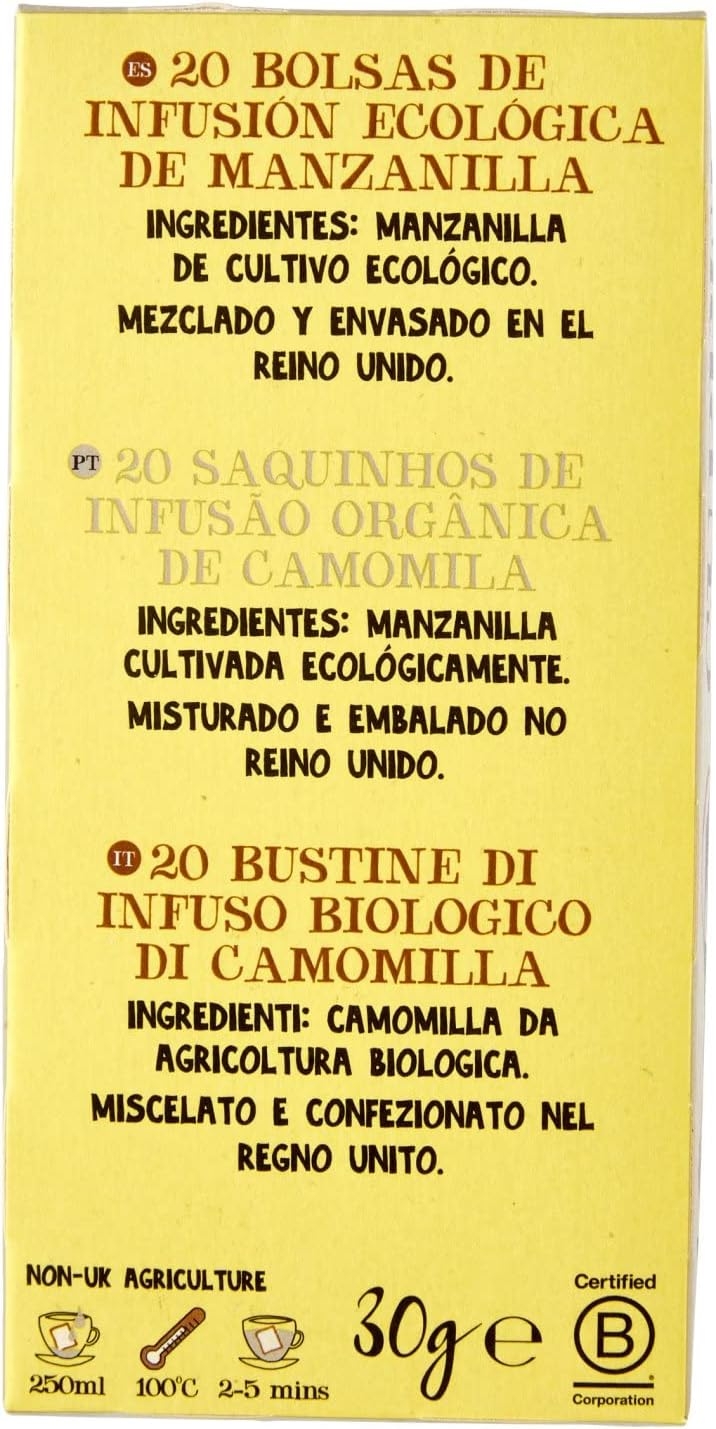 ES 20 BOLSAS DE
INFUSIÓN ECOLÓGICA
DE MANZANILLA
INGREDIENTES: MANZANILLA
DE CULTIVO ECOLÓGICO.
MEZCLADO Y ENVASADO EN EL
REINO UNIDO.
PT 20 SAQUINHOS DE
INFUSÃO ORGÂNICA
DE CAMOMILA
INGREDIENTES: MANZANILLA
CULTIVADA ECOLÓGICAMENTE.
MISTURADO E EMBALADO NO
REINO UNIDO.
IT 20 BUSTINE DI
INFUSO BIOLOGICO
DI CAMOMILLA
INGREDIENTI: CAMOMILLA DA
AGRICOLTURA BIOLOGICA.
MISCELATO E CONFEZIONATO NEL
REGNO UNITO.
NON-UK AGRICULTURE
250ml 100°C 2-5 mins
30g e
Certified
B
Corporation